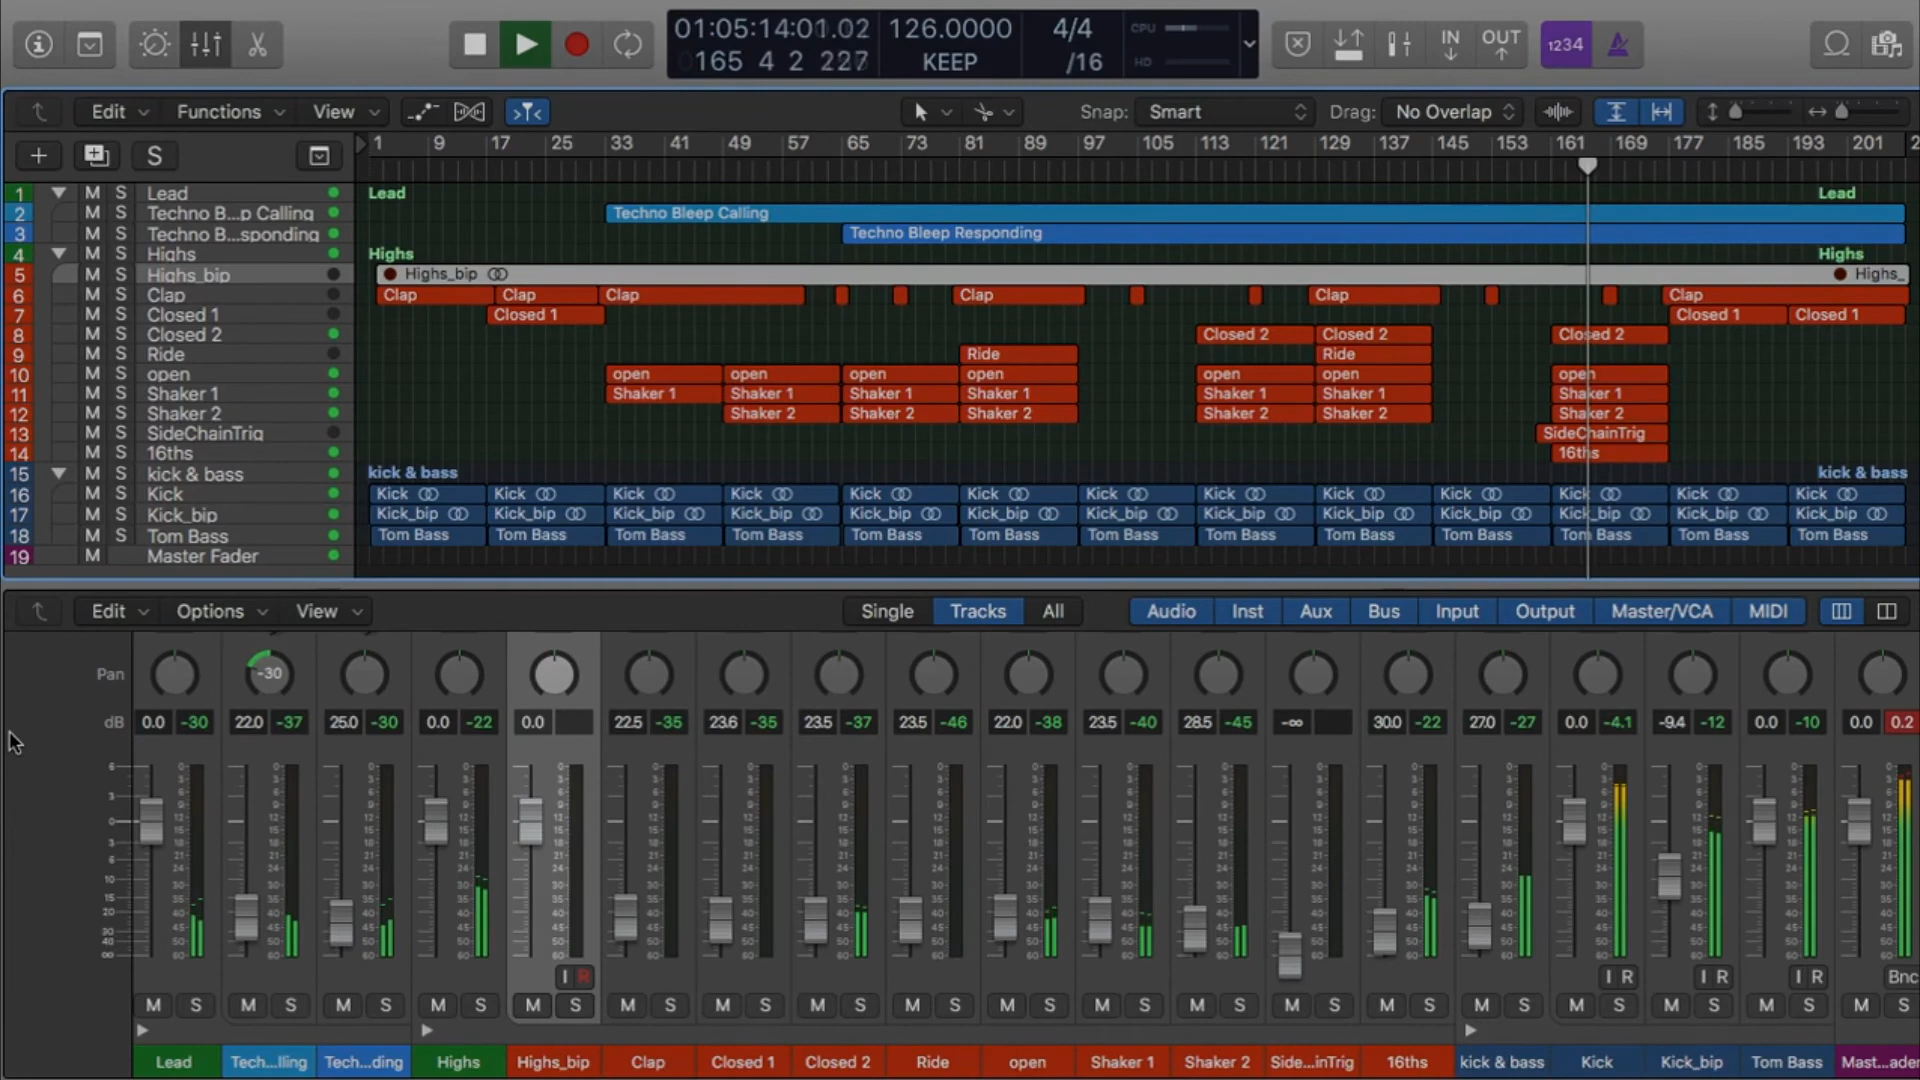 01:05:14:01.02 126.0000 4/4 CPU
165 4 2 227 KEEP /16 HD
IN OUT 1234
Edit Functions View Snap: Smart Drag: No Overlap
S 1 9 17 25 33 41 49 57 65 73 81 89 97 105 113 121 129 137 145 153 161 169 177 185 193 201
1 M S Lead Lead Lead
2 M S Techno B...p Calling Techno Bleep Calling
3 M S Techno B...sponding Techno Bleep Responding
4 M S Highs Highs Highs
5 M S Highs_bip Highs_bip Highs_
6 M S Clap Clap Clap Clap Clap Clap Clap
7 M S Closed 1 Closed 1 Closed 1 Closed 1
8 M S Closed 2 Closed 2 Closed 2 Closed 2
9 M S Ride Ride Ride
10 M S open open open open open open open open
11 M S Shaker 1 Shaker 1 Shaker 1 Shaker 1 Shaker 1 Shaker 1 Shaker 1 Shaker 1
12 M S Shaker 2 Shaker 2 Shaker 2 Shaker 2 Shaker 2 Shaker 2 Shaker 2
13 M S SideChainTrig SideChainTrig
14 M S 16ths 16ths
15 M S kick & bass kick & bass kick & bass
16 M S Kick Kick Kick Kick Kick Kick Kick Kick Kick Kick Kick Kick Kick Kick
17 M S Kick_bip Kick_bip Kick_bip Kick_bip Kick_bip Kick_bip Kick_bip Kick_bip Kick_bip Kick_bip Kick_bip Kick_bip Kick_bip Kick_bip
18 M S Tom Bass Tom Bass Tom Bass Tom Bass Tom Bass Tom Bass Tom Bass Tom Bass Tom Bass Tom Bass Tom Bass Tom Bass Tom Bass Tom Bass
19 M Master Fader
Edit Options View Single Tracks All Audio Inst Aux Bus Input Output Master/VCA MIDI
Pan -30
dB 0.0 -30 22.0 -37 25.0 -30 0.0 -22 0.0 22.5 -35 23.6 -35 23.5 -37 23.5 -46 22.0 -38 23.5 -40 28.5 -45 -∞ 30.0 -22 27.0 -27 0.0 -4.1 -9.4 -12 0.0 -10 0.0 0.2
I R I R I R I R Bnc
M S M S M S M S M S M S M S M S M S M S M S M S M S M S M S M S M S M S M S
Lead Tech...lling Tech...ding Highs Highs_bip Clap Closed 1 Closed 2 Ride open Shaker 1 Shaker 2 Side...inTrig 16ths kick & bass Kick Kick_bip Tom Bass Mast...ader